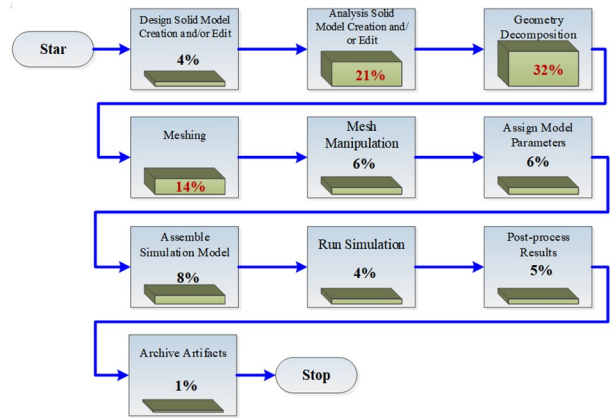 Star
Design Solid Model
Creation and/or Edit
4%
Analysis Solid
Model Creation and/
or Edit
21%
Geometry
Decomposition
32%
Meshing
14%
Mesh
Manipulation
6%
Assign Model
Parameters
6%
Assemble
Simulation Model
8%
Run Simulation
4%
Post-process
Results
5%
Archive Artifacts
1%
Stop